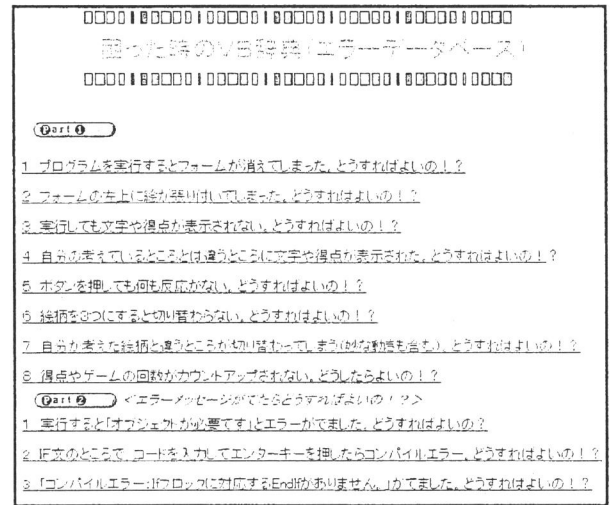 困った時のVB辞典(エラーデータベース)
Part 1
1 プログラムを実行するとフォームが消えてしまった,どうすればよいの!?
2 フォームの左上に絵が張り付いてしまった,どうすればよいの!?
3 実行しても文字や得点が表示されない,どうすればよいの!?
4 自分の考えているところとは違うところに文字や得点が表示された,どうすればよいの!?
5 ボタンを押しても何も反応がない,どうすればよいの!?
6 絵柄を3つにすると切り替わらない,どうすればよいの!?
7 自分が考えた絵柄と違うところが切り替わってしまう(妙な動きも含む),どうすればよいの!?
8 得点やゲームの回数がカウントアップされない,どうしたらよいの!?
Part 2 <エラーメッセージがでたらどうすればよいの!?>
1 実行すると「オブジェクトが必要です」とエラーがでました,どうすればよいの!?
2 IF文のところで,コードを入力してエンターキーを押したらコンパイルエラー,どうすればよいの!?
3 「コンパイルエラー:Ifブロックに対応するEndIfがありません。」がでました,どうすればよいの!?